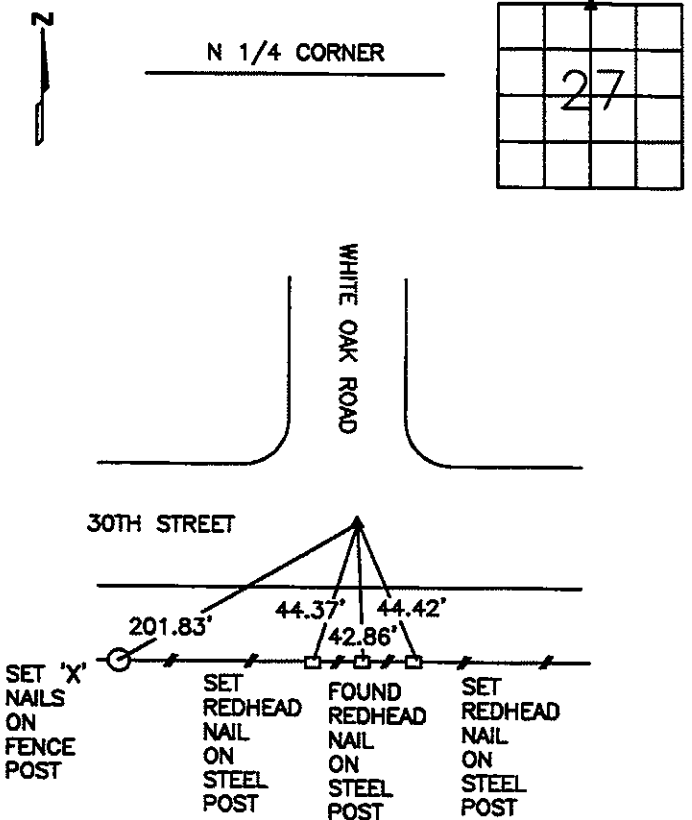 N
N 1/4 CORNER
27
WHITE OAK ROAD
30TH STREET
201.83'
44.37'
44.42'
42.86'
SET 'X'
NAILS
ON
FENCE
POST
SET
REDHEAD
NAIL
ON
STEEL
POST
FOUND
REDHEAD
NAIL
ON
STEEL
POST
SET
REDHEAD
NAIL
ON
STEEL
POST